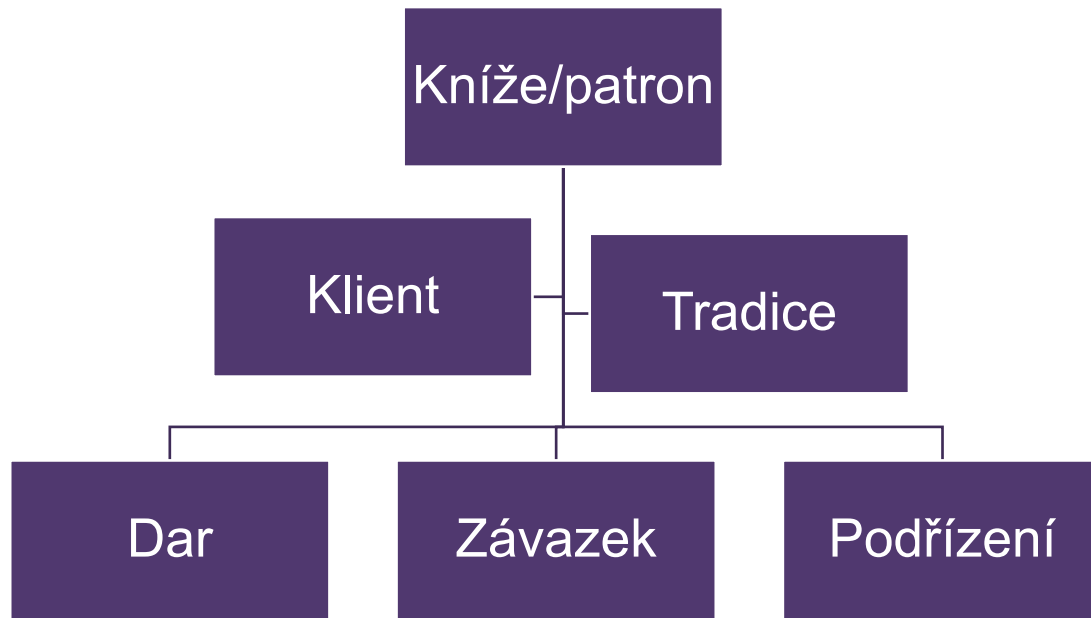 Kníže/patron
Klient
Tradice
Dar
Závazek
Podřízení